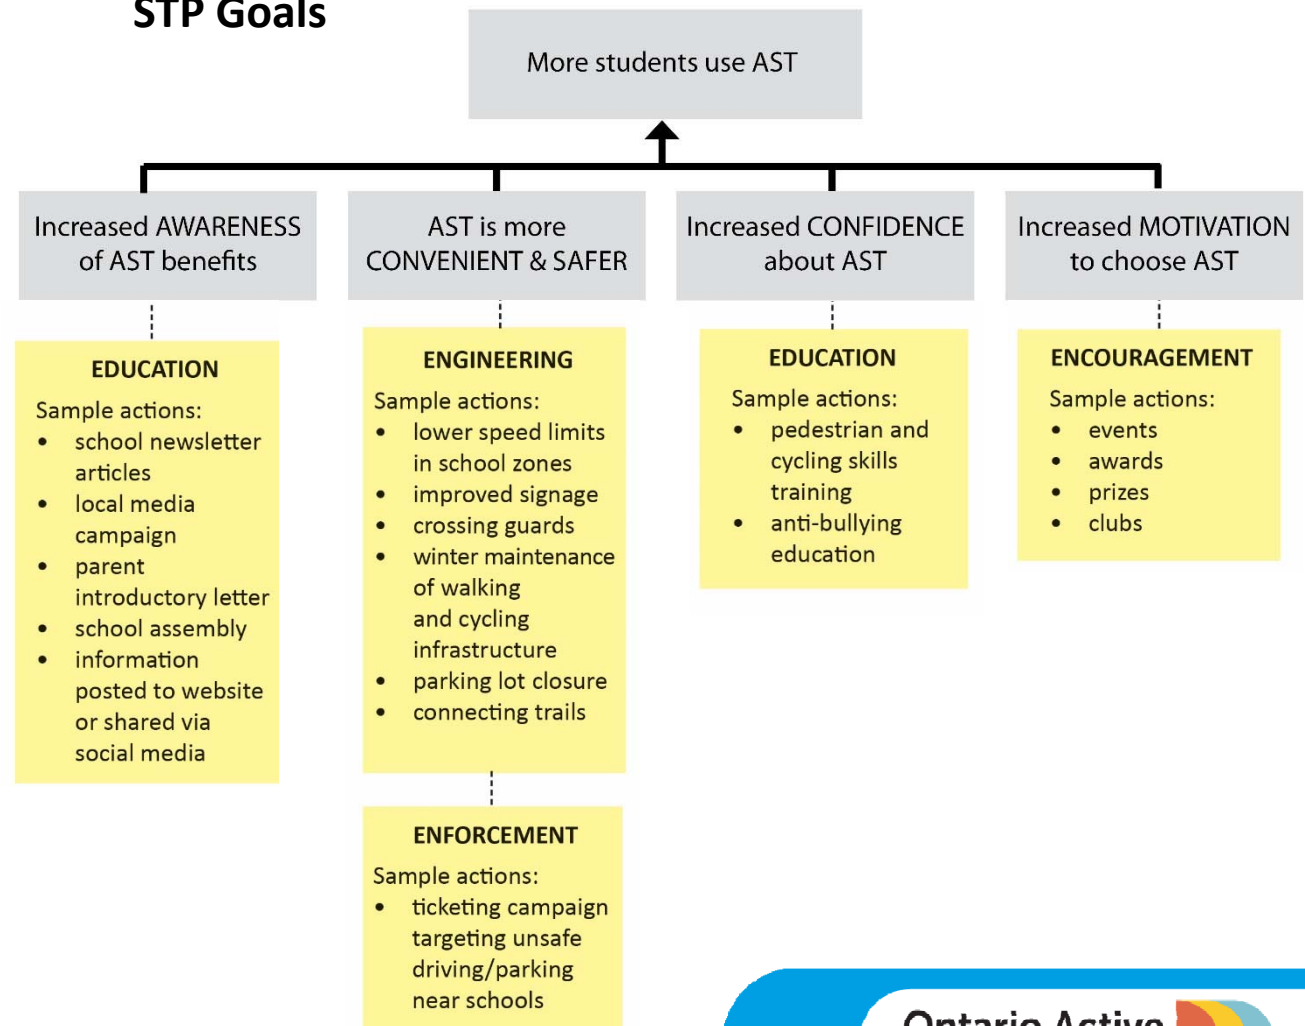 STP Goals
More students use AST
Increased AWARENESS
of AST benefits
AST is more
CONVENIENT & SAFER
Increased CONFIDENCE
about AST
Increased MOTIVATION
to choose AST
EDUCATION
Sample actions:
• school newsletter
articles
• local media
campaign
• parent
introductory letter
• school assembly
• information
posted to website
or shared via
social media
ENGINEERING
Sample actions:
• lower speed limits
in school zones
• improved signage
• crossing guards
• winter maintenance
of walking
and cycling
infrastructure
• parking lot closure
• connecting trails
ENFORCEMENT
Sample actions:
• ticketing campaign
targeting unsafe
driving/parking
near schools
EDUCATION
Sample actions:
• pedestrian and
cycling skills
training
• anti-bullying
education
ENCOURAGEMENT
Sample actions:
• events
• awards
• prizes
• clubs
Ontario Active